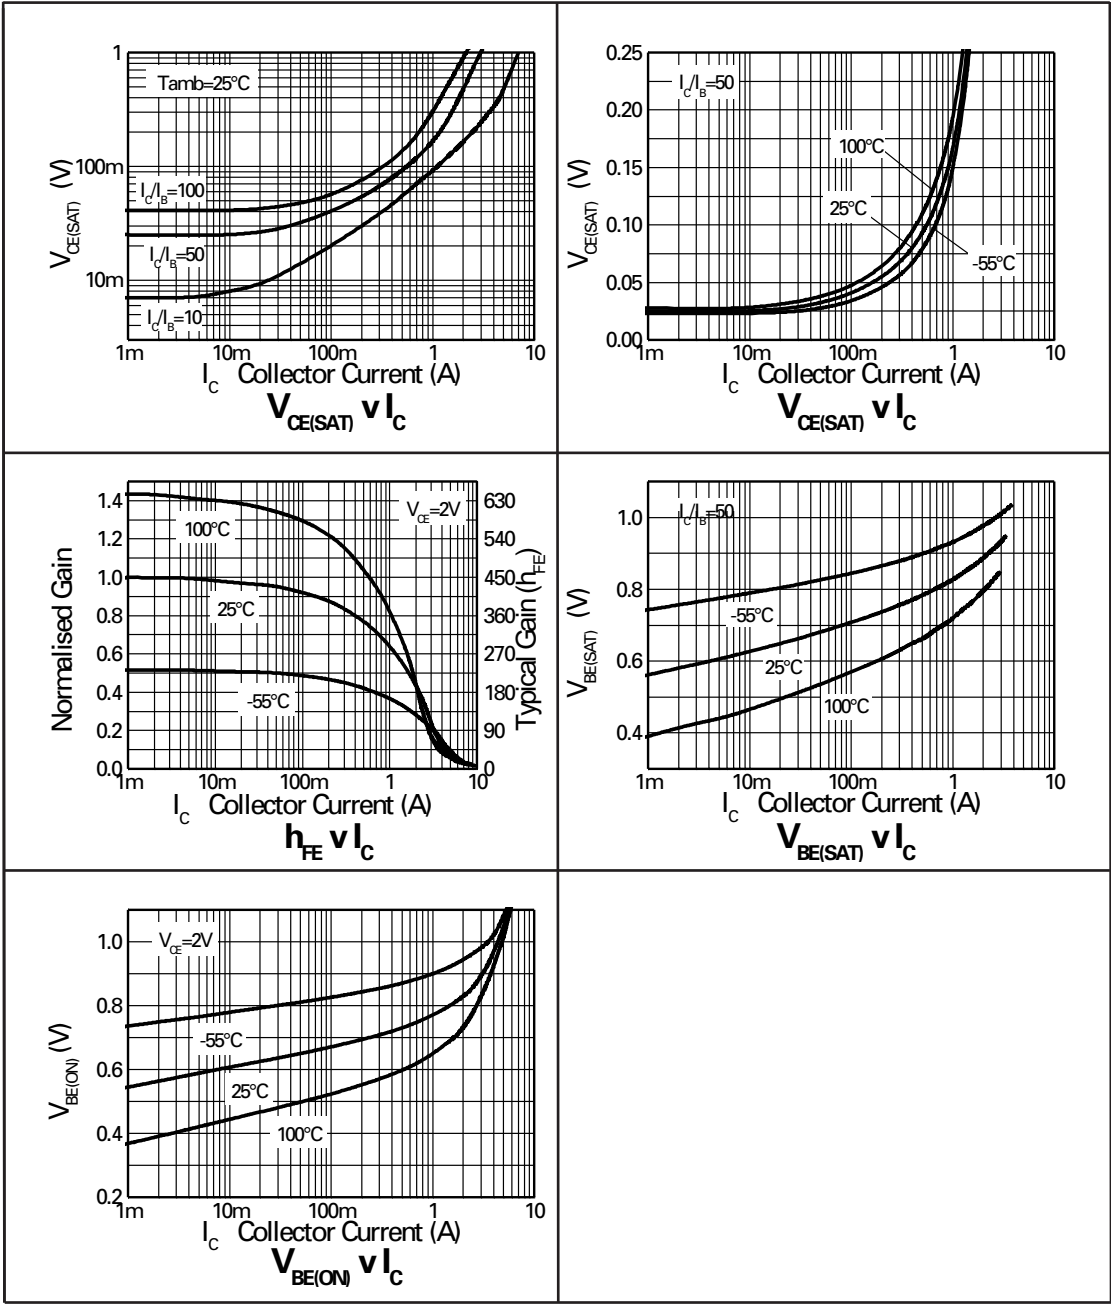 1
Tamb=25°C
100m
IC/IB=100
IC/IB=50
10m
IC/IB=10
VCE(SAT) (V)
1m 10m 100m 1 10
IC Collector Current (A)
VCE(SAT) v IC
0.25
IC/IB=50
0.20
100°C
0.15
25°C
0.10
-55°C
0.05
0.00
VCE(SAT) (V)
1m 10m 100m 1 10
IC Collector Current (A)
VCE(SAT) v IC
1.4 630
VCE=2V
100°C
1.2 540
1.0 450
25°C
0.8 360
0.6 270
0.4 180
-55°C
0.2 90
0.0 0
Normalised Gain
Typical Gain (hFE)
1m 10m 100m 1 10
IC Collector Current (A)
hFE v IC
IC/IB=50
1.0
0.8
-55°C
0.6
25°C
100°C
0.4
VBE(SAT) (V)
1m 10m 100m 1 10
IC Collector Current (A)
VBE(SAT) v IC
1.0
VCE=2V
0.8
-55°C
0.6
25°C
0.4
100°C
0.2
VBE(ON) (V)
1m 10m 100m 1 10
IC Collector Current (A)
VBE(ON) v IC